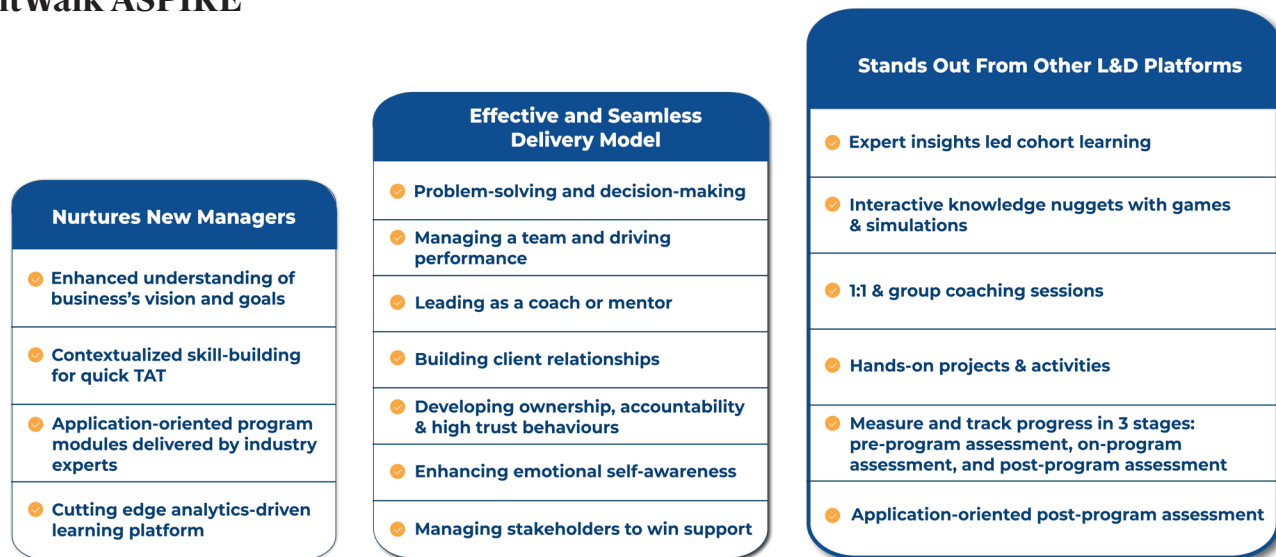 ASPIRE
Nurtures New Managers
Enhanced understanding of
business's vision and goals
Contextualized skill-building
for quick TAT
Application-oriented program
modules delivered by industry
experts
Cutting edge analytics-driven
learning platform
Effective and Seamless
Delivery Model
Problem-solving and decision-making
Managing a team and driving
performance
Leading as a coach or mentor
Building client relationships
Developing ownership, accountability
& high trust behaviours
Enhancing emotional self-awareness
Managing stakeholders to win support
Stands Out From Other L&D Platforms
Expert insights led cohort learning
Interactive knowledge nuggets with games
& simulations
1:1 & group coaching sessions
Hands-on projects & activities
Measure and track progress in 3 stages:
pre-program assessment, on-program
assessment, and post-program assessment
Application-oriented post-program assessment